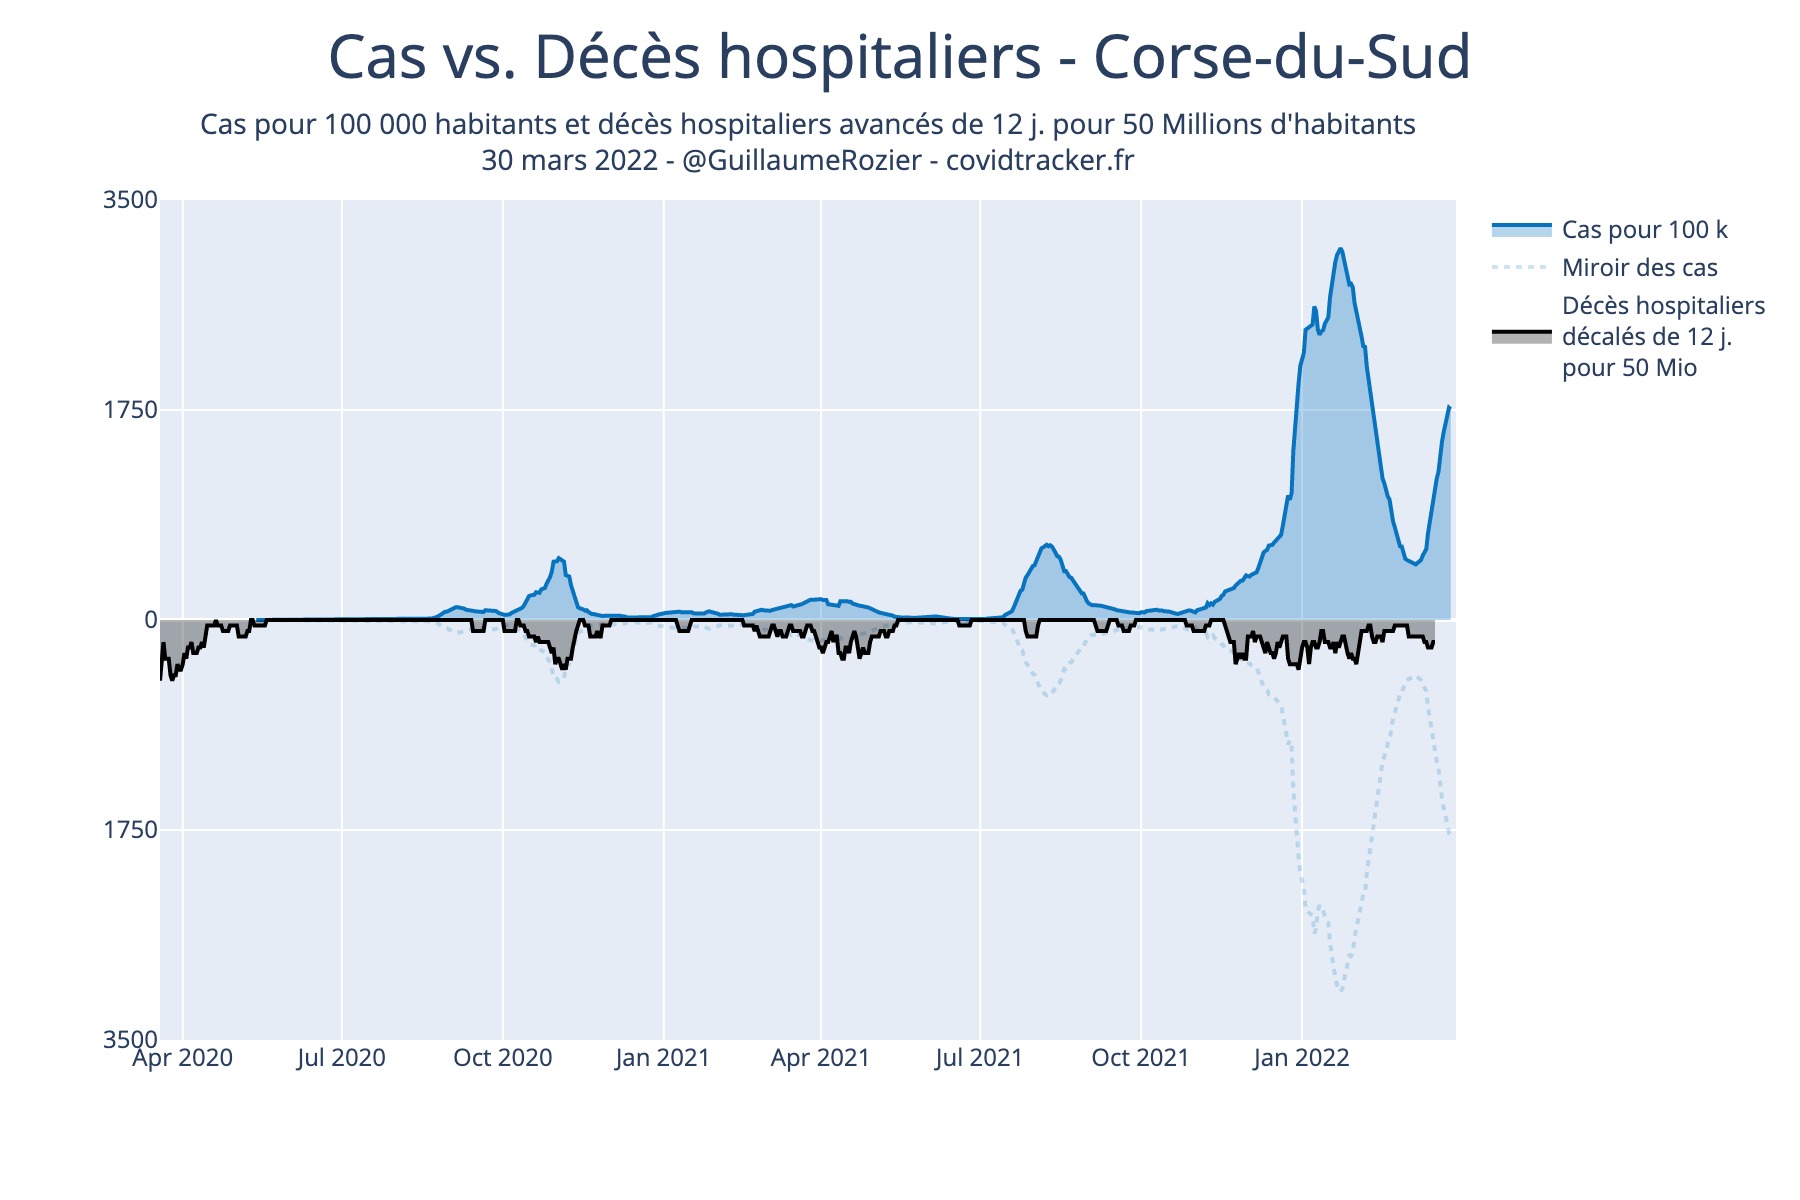 Cas vs. Décès hospitaliers - Corse-du-Sud
Cas pour 100 000 habitants et décès hospitaliers avancés de 12 j. pour 50 Millions d'habitants
30 mars 2022 - @GuillaumeRozier - covidtracker.fr
3500
1750
0
1750
3500
Apr 2020
Jul 2020
Oct 2020
Jan 2021
Apr 2021
Jul 2021
Oct 2021
Jan 2022
Cas pour 100 k
Miroir des cas
Décès hospitaliers
décalés de 12 j.
pour 50 Mio